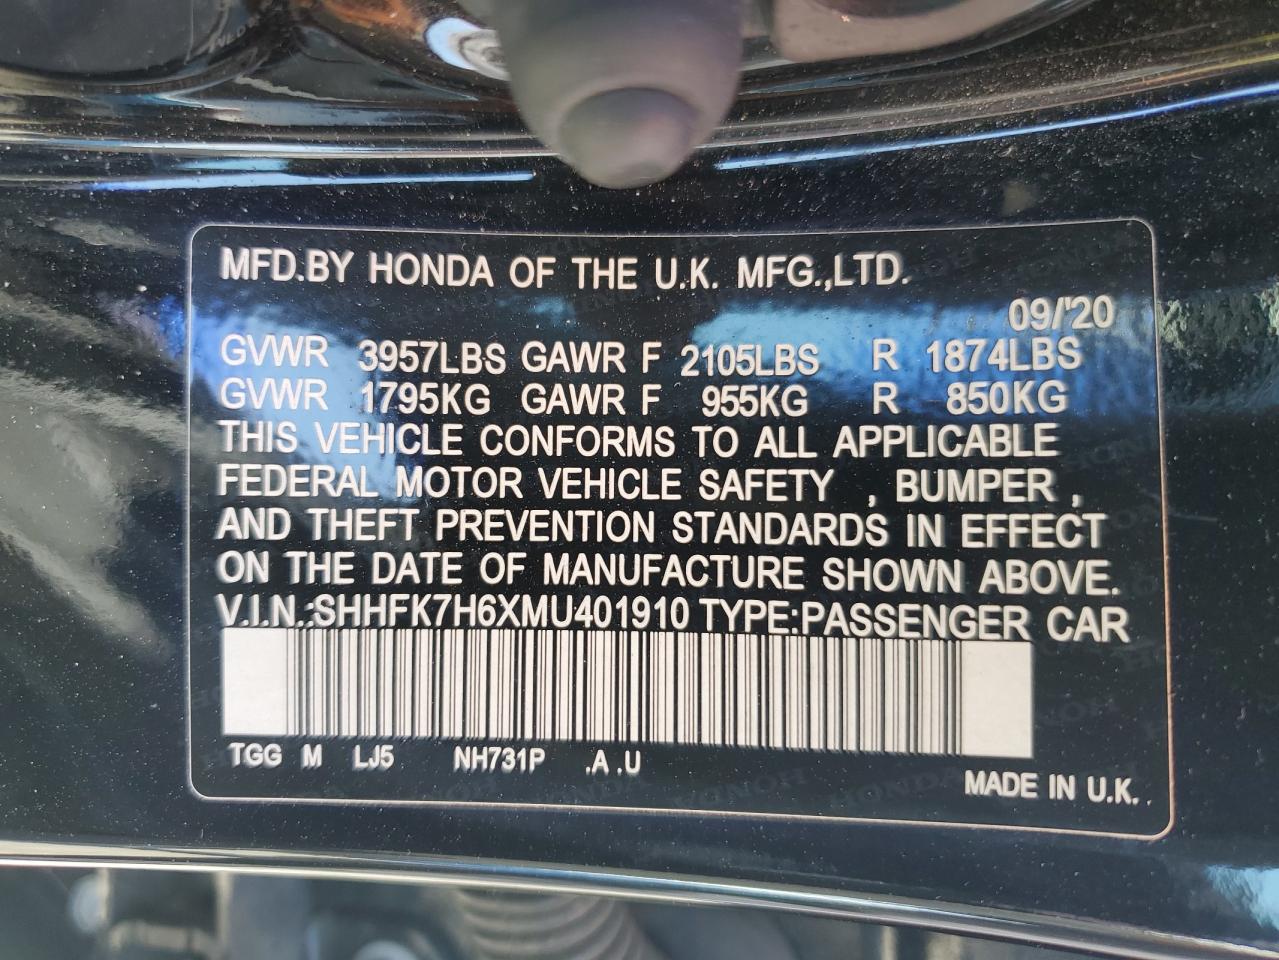 MFD.BY HONDA OF THE U.K. MFG.,LTD.
09/'20
GVWR 3957LBS GAWR F 2105LBS R 1874LBS
GVWR 1795KG GAWR F 955KG R 850KG
THIS VEHICLE CONFORMS TO ALL APPLICABLE
FEDERAL MOTOR VEHICLE SAFETY , BUMPER ,
AND THEFT PREVENTION STANDARDS IN EFFECT
ON THE DATE OF MANUFACTURE SHOWN ABOVE.
V.I.N.:SHHFK7H6XMU401910 TYPE:PASSENGER CAR
TGG M LJ5 NH731P .A .U
MADE IN U.K.